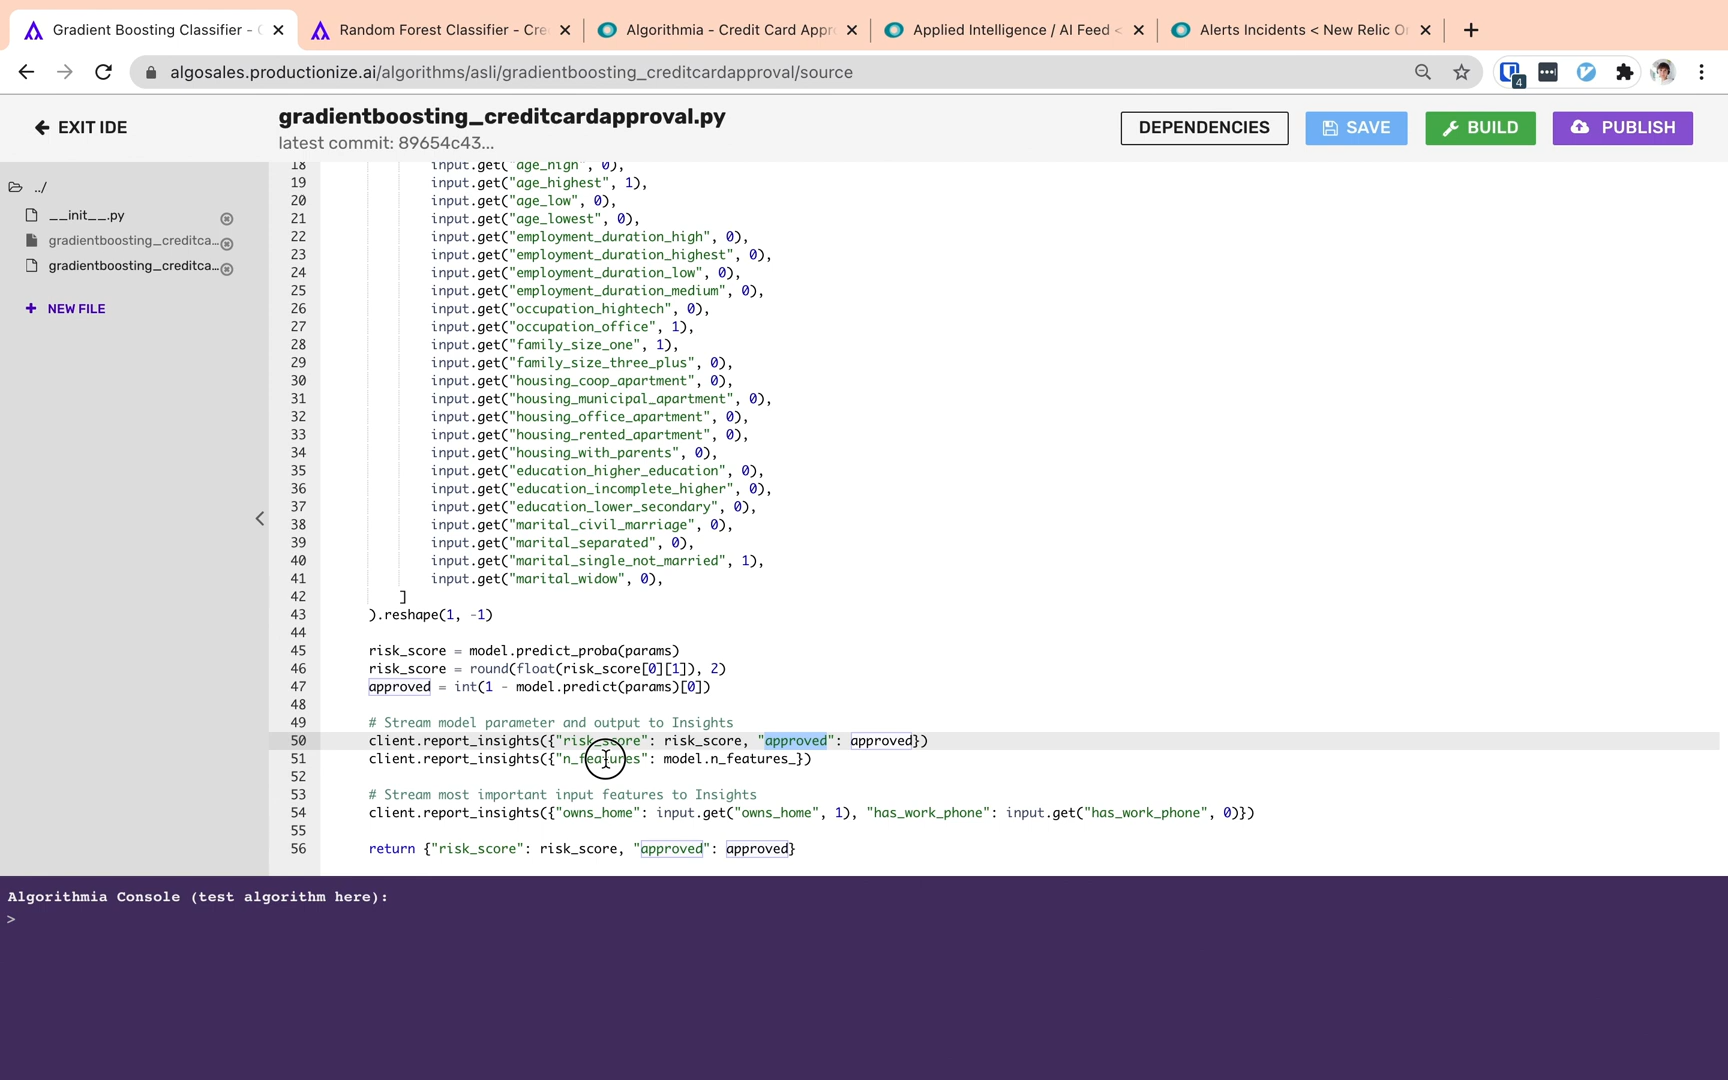 Gradient Boosting Classifier - C
Random Forest Classifier - Cre
Algorithmia - Credit Card Appr
Applied Intelligence / AI Feed <
Alerts Incidents < New Relic Or
algosales.productionize.ai/algorithms/asli/gradientboosting_creditcardapproval/source
4
EXIT IDE
gradientboosting_creditcardapproval.py
latest commit: 89654c43...
DEPENDENCIES
SAVE
BUILD
PUBLISH
../
__init__.py
gradientboosting_creditca...
gradientboosting_creditca...
+ NEW FILE
18 input.get("age_high", 0),
19 input.get("age_highest", 1),
20 input.get("age_low", 0),
21 input.get("age_lowest", 0),
22 input.get("employment_duration_high", 0),
23 input.get("employment_duration_highest", 0),
24 input.get("employment_duration_low", 0),
25 input.get("employment_duration_medium", 0),
26 input.get("occupation_hightech", 0),
27 input.get("occupation_office", 1),
28 input.get("family_size_one", 1),
29 input.get("family_size_three_plus", 0),
30 input.get("housing_coop_apartment", 0),
31 input.get("housing_municipal_apartment", 0),
32 input.get("housing_office_apartment", 0),
33 input.get("housing_rented_apartment", 0),
34 input.get("housing_with_parents", 0),
35 input.get("education_higher_education", 0),
36 input.get("education_incomplete_higher", 0),
37 input.get("education_lower_secondary", 0),
38 input.get("marital_civil_marriage", 0),
39 input.get("marital_separated", 0),
40 input.get("marital_single_not_married", 1),
41 input.get("marital_widow", 0),
42 ]
43 ).reshape(1, -1)
44
45 risk_score = model.predict_proba(params)
46 risk_score = round(float(risk_score[0][1]), 2)
47 approved = int(1 - model.predict(params)[0])
48
49 # Stream model parameter and output to Insights
50 client.report_insights({"risk_score": risk_score, "approved": approved})
51 client.report_insights({"n_features": model.n_features_})
52
53 # Stream most important input features to Insights
54 client.report_insights({"owns_home": input.get("owns_home", 1), "has_work_phone": input.get("has_work_phone", 0)})
55
56 return {"risk_score": risk_score, "approved": approved}
Algorithmia Console (test algorithm here):
>